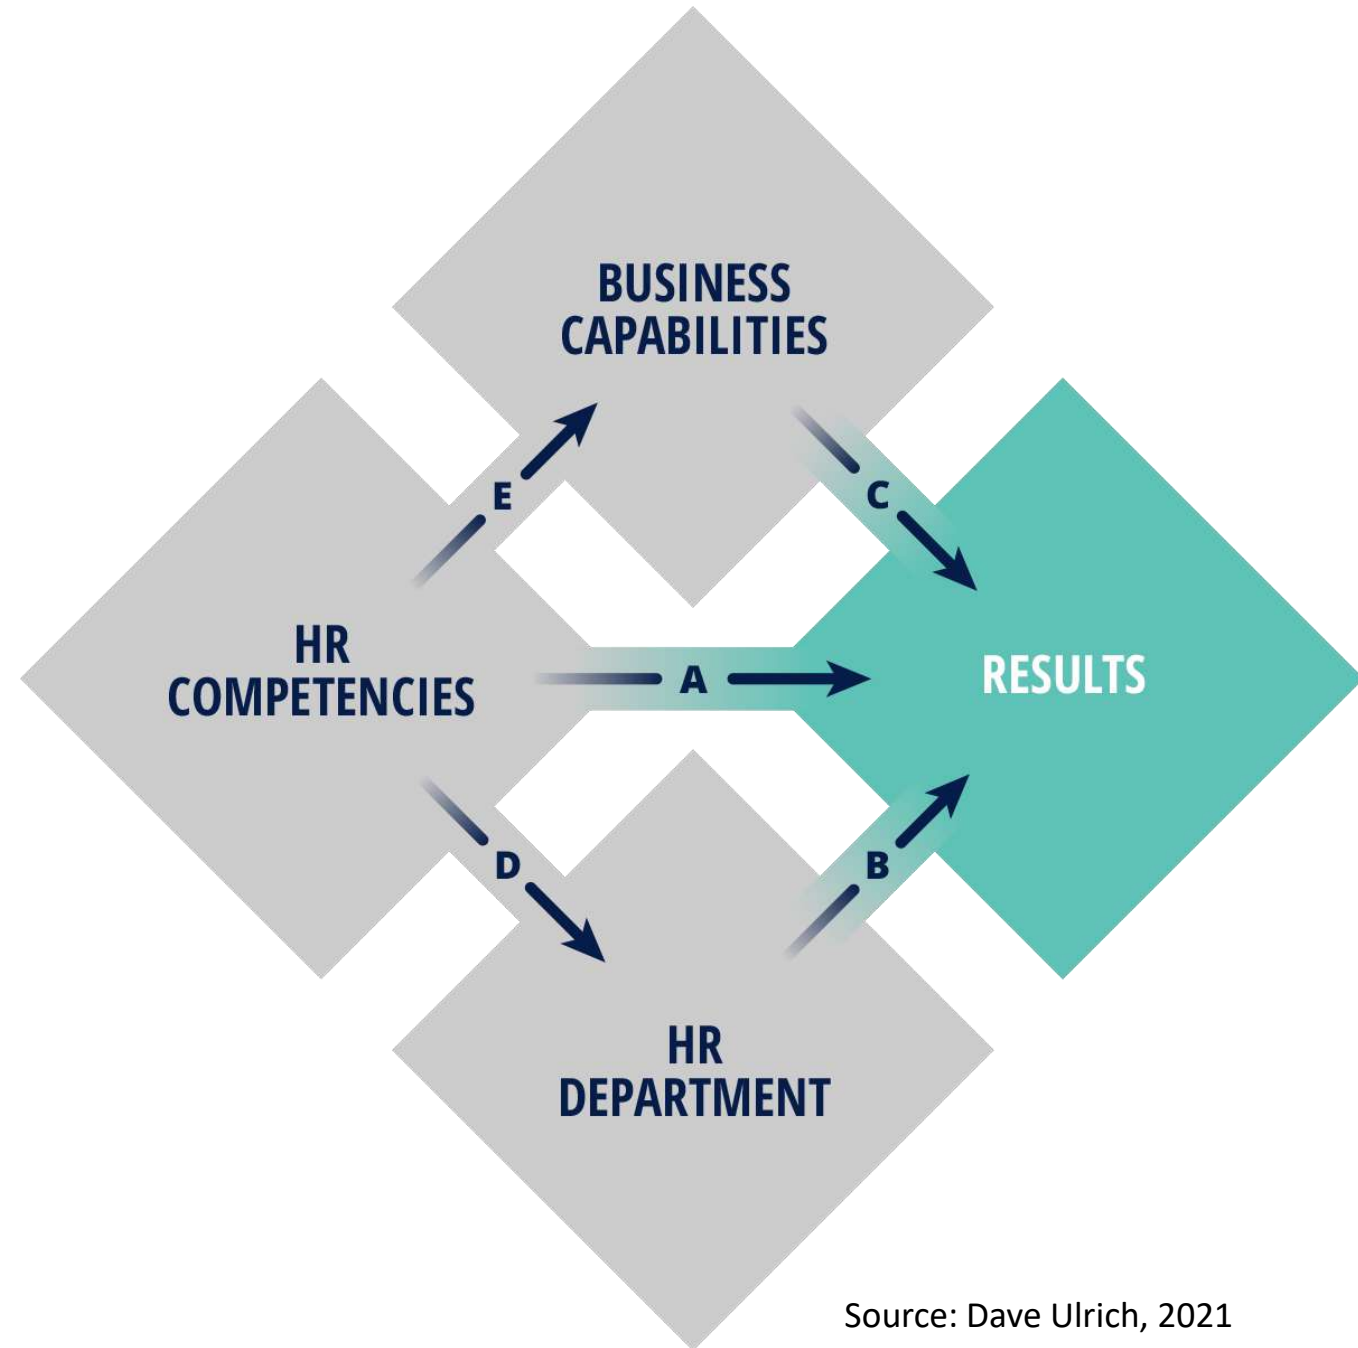 BUSINESS
CAPABILITIES
E
C
HR
COMPETENCIES
A
RESULTS
D
B
HR
DEPARTMENT
Source: Dave Ulrich, 2021